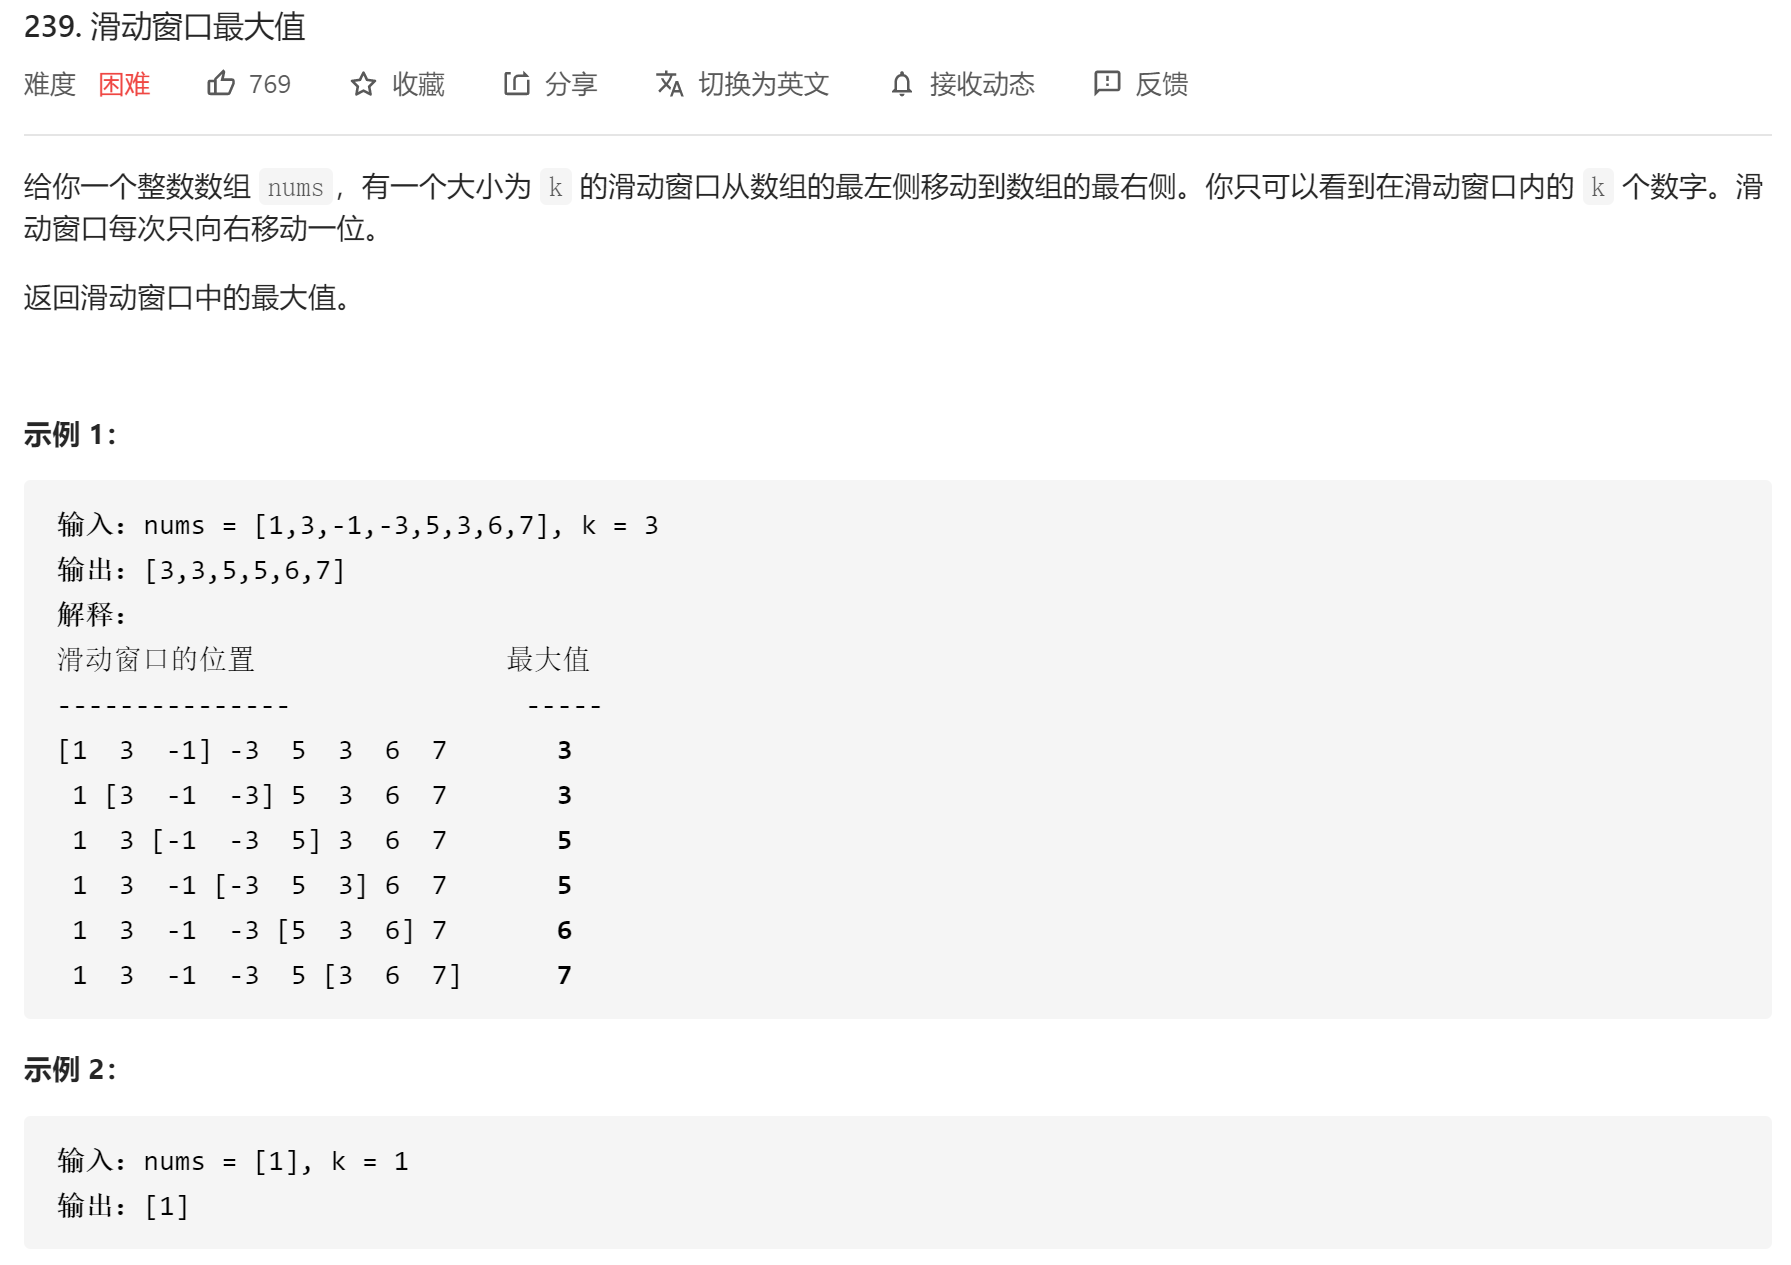 239. 滑动窗口最大值
难度 困难 769 收藏 分享 切换为英文 接收动态 反馈
给你一个整数数组 nums，有一个大小为 k 的滑动窗口从数组的最左侧移动到数组的最右侧。你只可以看到在滑动窗口内的 k 个数字。滑
动窗口每次只向右移动一位。
返回滑动窗口中的最大值。
示例 1：
输入：nums = [1,3,-1,-3,5,3,6,7], k = 3
输出：[3,3,5,5,6,7]
解释：
滑动窗口的位置                最大值
---------------               -----
[1  3  -1] -3  5  3  6  7       3
 1 [3  -1  -3] 5  3  6  7       3
 1  3 [-1  -3  5] 3  6  7       5
 1  3  -1 [-3  5  3] 6  7       5
 1  3  -1  -3 [5  3  6] 7       6
 1  3  -1  -3  5 [3  6  7]      7
示例 2：
输入：nums = [1], k = 1
输出：[1]